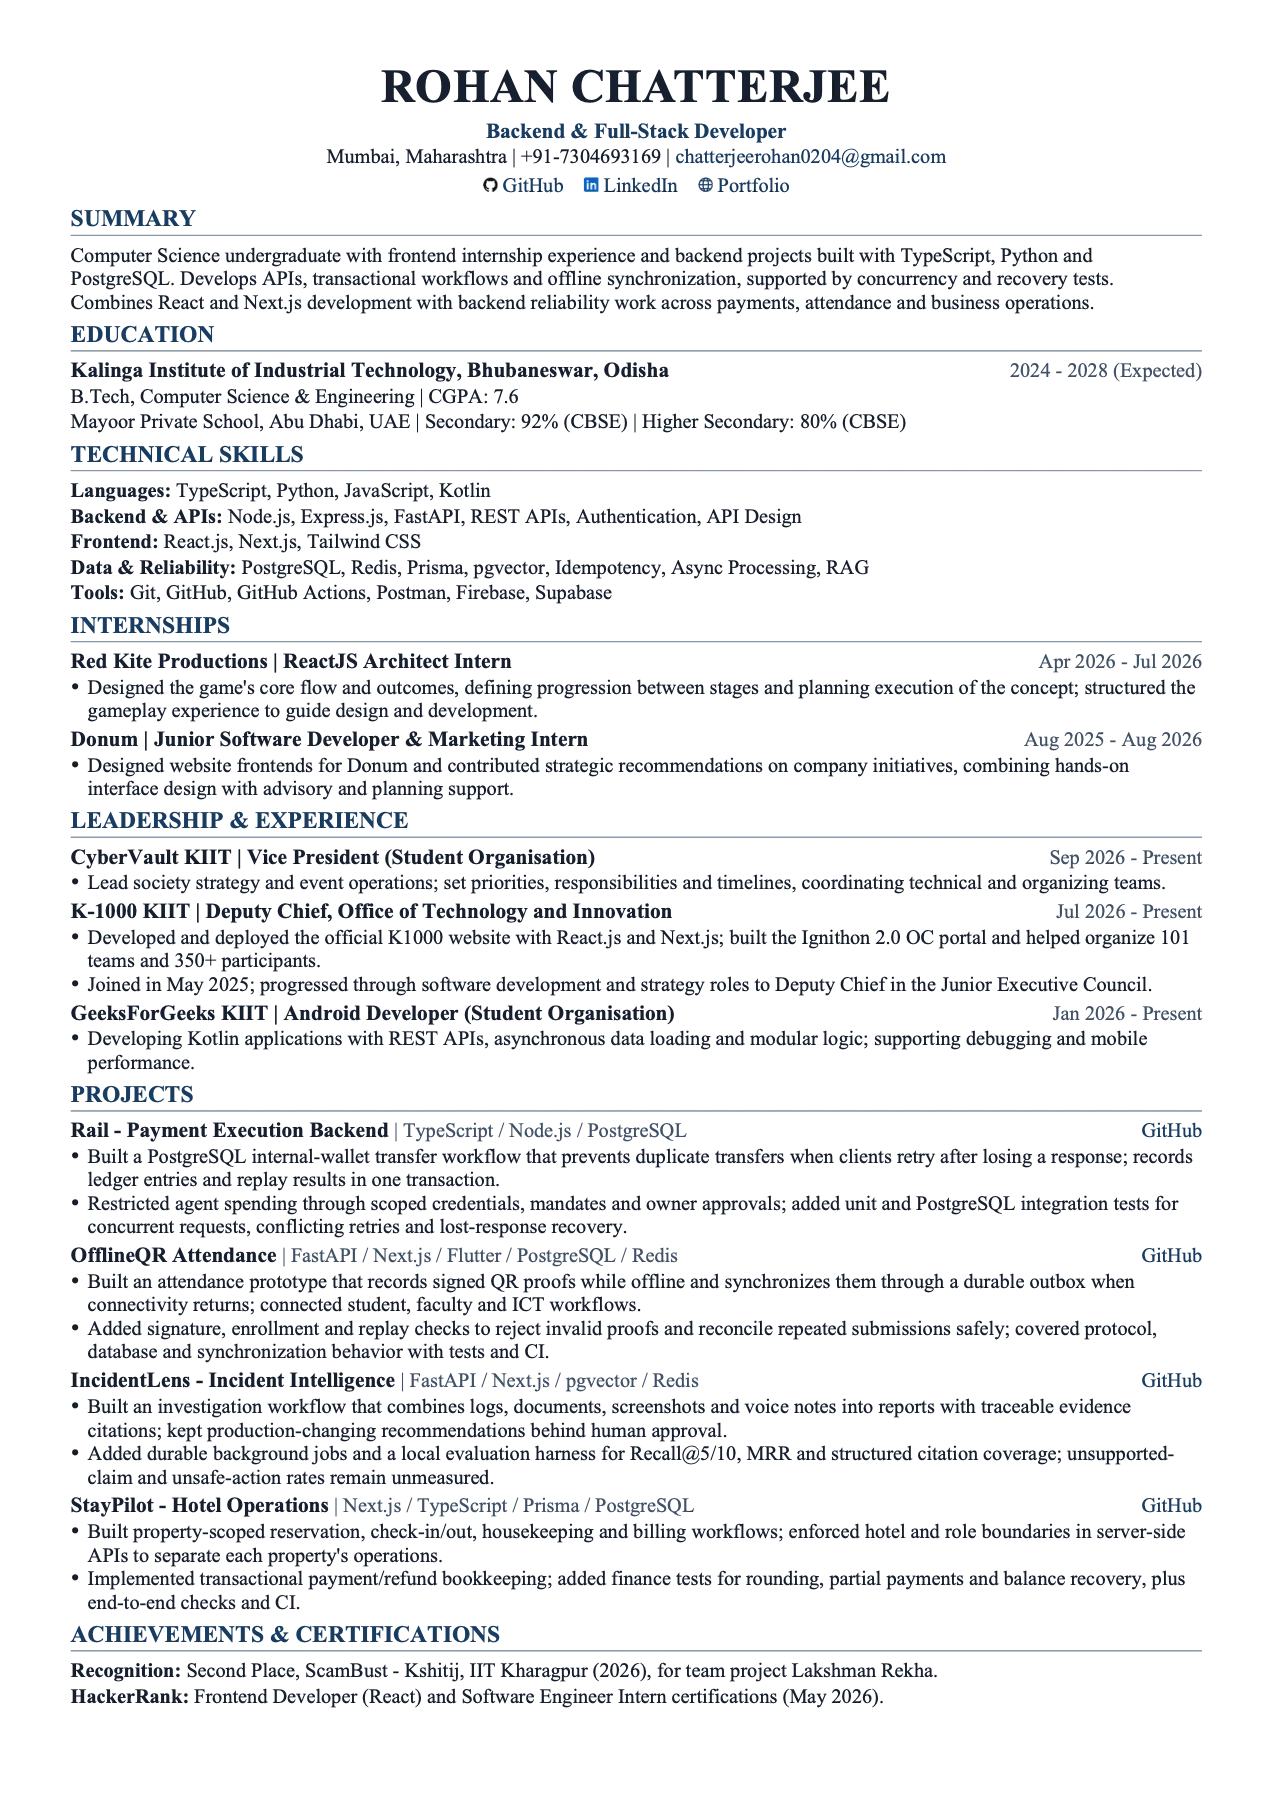 ROHAN CHATTERJEE
Backend & Full-Stack Developer
Mumbai, Maharashtra | +91-7304693169 | chatterjeerohan0204@gmail.com
GitHub LinkedIn Portfolio
SUMMARY
Computer Science undergraduate with frontend internship experience and backend projects built with TypeScript, Python and
PostgreSQL. Develops APIs, transactional workflows and offline synchronization, supported by concurrency and recovery tests.
Combines React and Next.js development with backend reliability work across payments, attendance and business operations.
EDUCATION
Kalinga Institute of Industrial Technology, Bhubaneswar, Odisha 2024 - 2028 (Expected)
B.Tech, Computer Science & Engineering | CGPA: 7.6
Mayoor Private School, Abu Dhabi, UAE | Secondary: 92% (CBSE) | Higher Secondary: 80% (CBSE)
TECHNICAL SKILLS
Languages: TypeScript, Python, JavaScript, Kotlin
Backend & APIs: Node.js, Express.js, FastAPI, REST APIs, Authentication, API Design
Frontend: React.js, Next.js, Tailwind CSS
Data & Reliability: PostgreSQL, Redis, Prisma, pgvector, Idempotency, Async Processing, RAG
Tools: Git, GitHub, GitHub Actions, Postman, Firebase, Supabase
INTERNSHIPS
Red Kite Productions | ReactJS Architect Intern Apr 2026 - Jul 2026
• Designed the game's core flow and outcomes, defining progression between stages and planning execution of the concept; structured the
gameplay experience to guide design and development.
Donum | Junior Software Developer & Marketing Intern Aug 2025 - Aug 2026
• Designed website frontends for Donum and contributed strategic recommendations on company initiatives, combining hands-on
interface design with advisory and planning support.
LEADERSHIP & EXPERIENCE
CyberVault KIIT | Vice President (Student Organisation) Sep 2026 - Present
• Lead society strategy and event operations; set priorities, responsibilities and timelines, coordinating technical and organizing teams.
K-1000 KIIT | Deputy Chief, Office of Technology and Innovation Jul 2026 - Present
• Developed and deployed the official K1000 website with React.js and Next.js; built the Ignithon 2.0 OC portal and helped organize 101
teams and 350+ participants.
• Joined in May 2025; progressed through software development and strategy roles to Deputy Chief in the Junior Executive Council.
GeeksForGeeks KIIT | Android Developer (Student Organisation) Jan 2026 - Present
• Developing Kotlin applications with REST APIs, asynchronous data loading and modular logic; supporting debugging and mobile
performance.
PROJECTS
Rail - Payment Execution Backend | TypeScript / Node.js / PostgreSQL GitHub
• Built a PostgreSQL internal-wallet transfer workflow that prevents duplicate transfers when clients retry after losing a response; records
ledger entries and replay results in one transaction.
• Restricted agent spending through scoped credentials, mandates and owner approvals; added unit and PostgreSQL integration tests for
concurrent requests, conflicting retries and lost-response recovery.
OfflineQR Attendance | FastAPI / Next.js / Flutter / PostgreSQL / Redis GitHub
• Built an attendance prototype that records signed QR proofs while offline and synchronizes them through a durable outbox when
connectivity returns; connected student, faculty and ICT workflows.
• Added signature, enrollment and replay checks to reject invalid proofs and reconcile repeated submissions safely; covered protocol,
database and synchronization behavior with tests and CI.
IncidentLens - Incident Intelligence | FastAPI / Next.js / pgvector / Redis GitHub
• Built an investigation workflow that combines logs, documents, screenshots and voice notes into reports with traceable evidence
citations; kept production-changing recommendations behind human approval.
• Added durable background jobs and a local evaluation harness for Recall@5/10, MRR and structured citation coverage; unsupported-
claim and unsafe-action rates remain unmeasured.
StayPilot - Hotel Operations | Next.js / TypeScript / Prisma / PostgreSQL GitHub
• Built property-scoped reservation, check-in/out, housekeeping and billing workflows; enforced hotel and role boundaries in server-side
APIs to separate each property's operations.
• Implemented transactional payment/refund bookkeeping; added finance tests for rounding, partial payments and balance recovery, plus
end-to-end checks and CI.
ACHIEVEMENTS & CERTIFICATIONS
Recognition: Second Place, ScamBust - Kshitij, IIT Kharagpur (2026), for team project Lakshman Rekha.
HackerRank: Frontend Developer (React) and Software Engineer Intern certifications (May 2026).